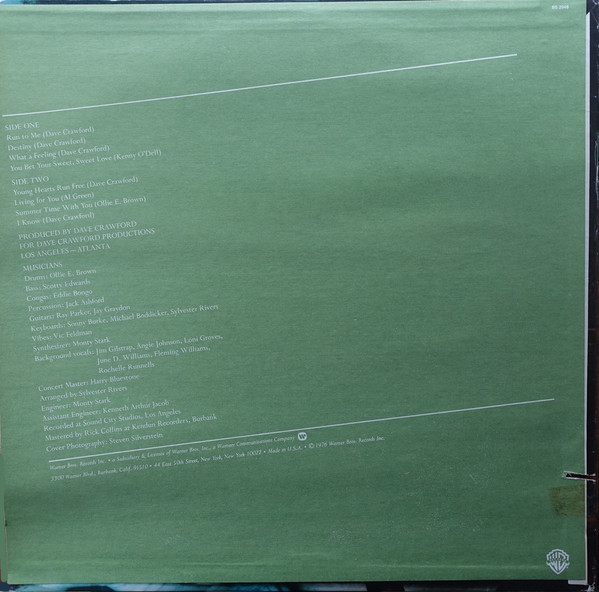 BS 2948
SIDE ONE
Run to Me (Dave Crawford)
Destiny (Dave Crawford)
What a Feeling (Dave Crawford)
You Bet Your Sweet, Sweet Love (Kenny O'Dell)
SIDE TWO
Young Hearts Run Free (Dave Crawford)
Living for You (Al Green)
Summer Time With You (Ollie E. Brown)
I Know (Dave Crawford)
PRODUCED BY DAVE CRAWFORD
FOR DAVE CRAWFORD PRODUCTIONS
LOS ANGELES — ATLANTA
MUSICIANS
Drums: Ollie E. Brown
Bass: Scotty Edwards
Congas: Eddie Bongo
Percussion: Jack Ashford
Guitars: Ray Parker, Jay Graydon
Keyboards: Sonny Burke, Michael Boddicker, Sylvester Rivers
Vibes: Vic Feldman
Synthesizer: Monty Stark
Background vocals: Jim Gilstrap, Augie Johnson, Lani Groves,
June D. Williams, Fleming Williams,
Rochelle Runnells
Concert Master: Harry Bluestone
Arranged by Sylvester Rivers
Engineer: Monty Stark
Assistant Engineer: Kenneth Arthur Jacob
Recorded at Sound City Studios, Los Angeles
Mastered by Rick Collins at Kendun Recorders, Burbank
Cover Photography: Steven Silverstein
Warner Bros. Records Inc. • a Subsidiary & Licensee of Warner Bros. Inc., a Warner Communications Company
3300 Warner Blvd., Burbank, Calif. 91510 • 44 East 50th Street, New York, New York 10022 • Made in U.S.A. • © 1976 Warner Bros. Records Inc.